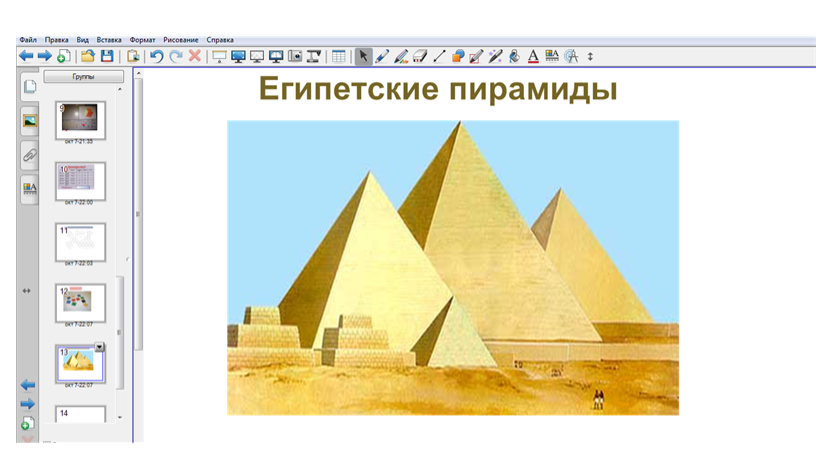 Файл Правка Вид Вставка Формат Рисование Справка
Группы
Египетские пирамиды
9
окт 7-21:35
10
окт 7-22:00
11
окт 7-22:03
12
окт 7-22:07
13
окт 7-22:07
14